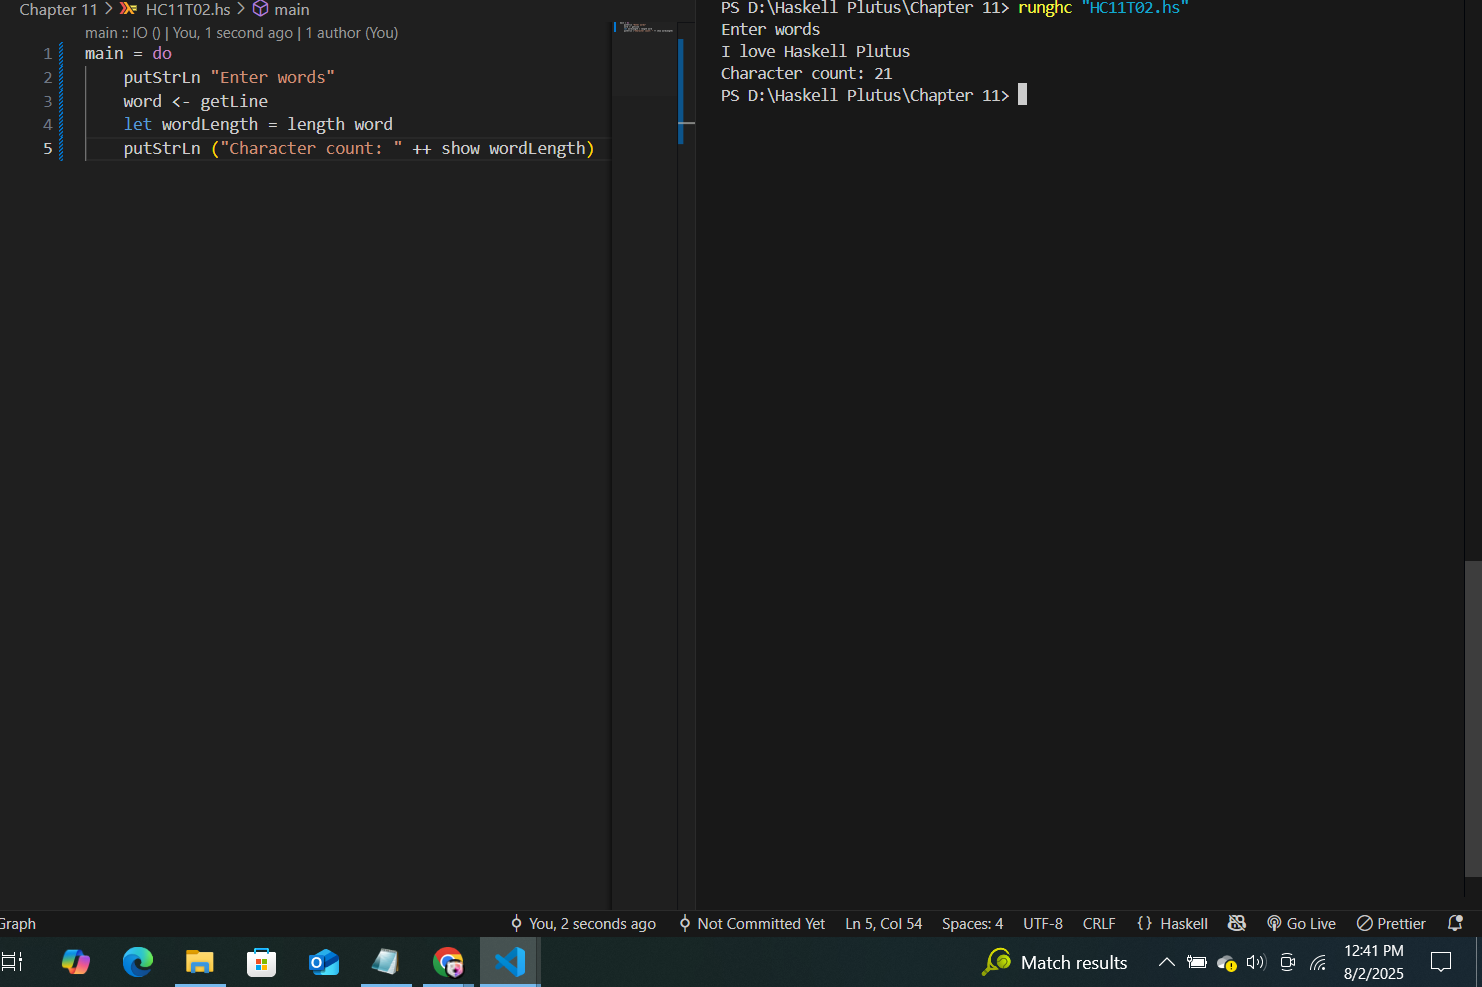 Chapter 11 > HC11T02.hs > main
main :: IO () | You, 1 second ago | 1 author (You)
1 main = do
2 putStrLn "Enter words"
3 word <- getLine
4 let wordLength = length word
5 putStrLn ("Character count: " ++ show wordLength)
PS D:\Haskell Plutus\Chapter 11> runghc "HC11T02.hs"
Enter words
I love Haskell Plutus
Character count: 21
PS D:\Haskell Plutus\Chapter 11>
Graph You, 2 seconds ago Not Committed Yet Ln 5, Col 54 Spaces: 4 UTF-8 CRLF {} Haskell Go Live Prettier
Match results 12:41 PM
8/2/2025